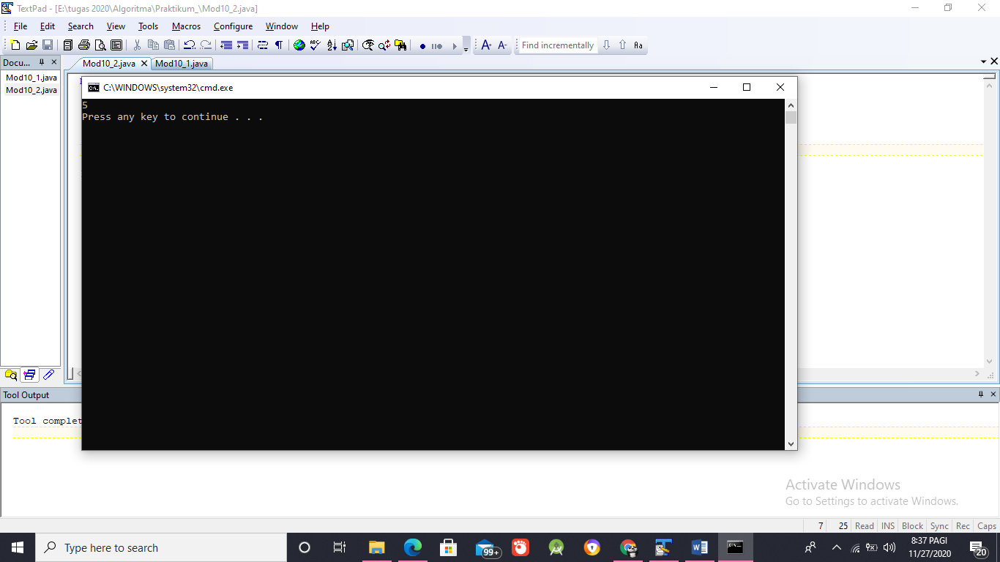 TextPad - [E:\tugas 2020\Algoritma\Praktikum_\Mod10_2.java]
File Edit Search View Tools Macros Configure Window Help
Find incrementally
Docu...
Mod10_2.java Mod10_1.java
Mod10_1.java
Mod10_2.java
C:\WINDOWS\system32\cmd.exe
5
Press any key to continue . . .
Tool Output
Tool complet
Activate Windows
Go to Settings to activate Windows.
7 25 Read INS Block Sync Rec Caps
Type here to search
99+
8:37 PAGI
11/27/2020
20